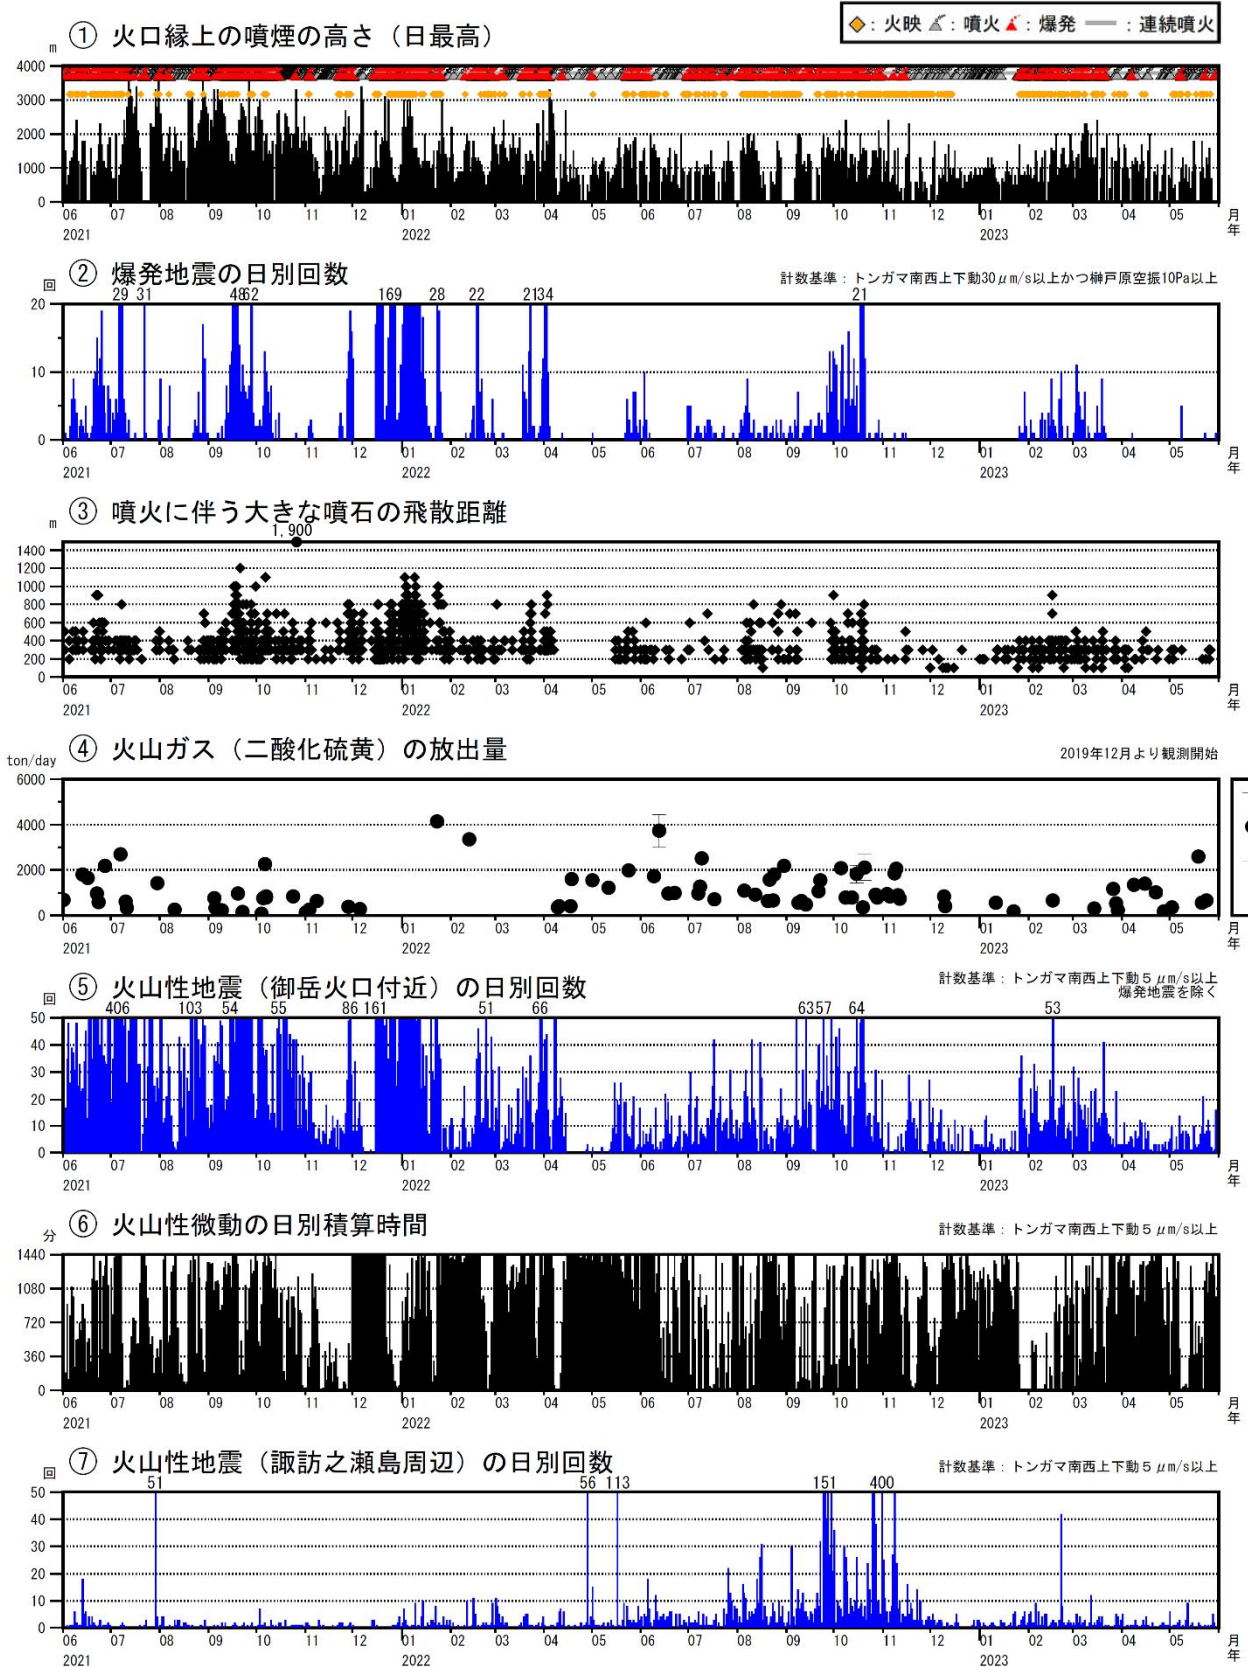 ◆：火映 ：噴火 ：爆発 ：連続噴火
① 火口縁上の噴煙の高さ（日最高）
m
4000
3000
2000
1000
0
06 07 08 09 10 11 12 01 02 03 04 05 06 07 08 09 10 11 12 01 02 03 04 05 月
2021 2022 2023 年
② 爆発地震の日別回数
計数基準：トンガマ南西上下動30μm/s以上かつ榊戸原空振10Pa以上
回
29 31 48 62 169 28 22 21 34 21
20
10
0
06 07 08 09 10 11 12 01 02 03 04 05 06 07 08 09 10 11 12 01 02 03 04 05 月
2021 2022 2023 年
③ 噴火に伴う大きな噴石の飛散距離
m
1,900
1400
1200
1000
800
600
400
200
0
06 07 08 09 10 11 12 01 02 03 04 05 06 07 08 09 10 11 12 01 02 03 04 05 月
2021 2022 2023 年
④ 火山ガス（二酸化硫黄）の放出量
2019年12月より観測開始
ton/day
6000
4000
2000
0
06 07 08 09 10 11 12 01 02 03 04 05 06 07 08 09 10 11 12 01 02 03 04 05 月
2021 2022 2023 年
⑤ 火山性地震（御岳火口付近）の日別回数
計数基準：トンガマ南西上下動５μm/s以上
爆発地震を除く
回
406 103 54 55 86 161 51 66 63 57 64 53
50
40
30
20
10
0
06 07 08 09 10 11 12 01 02 03 04 05 06 07 08 09 10 11 12 01 02 03 04 05 月
2021 2022 2023 年
⑥ 火山性微動の日別積算時間
計数基準：トンガマ南西上下動５μm/s以上
分
1440
1080
720
360
0
06 07 08 09 10 11 12 01 02 03 04 05 06 07 08 09 10 11 12 01 02 03 04 05 月
2021 2022 2023 年
⑦ 火山性地震（諏訪之瀬島周辺）の日別回数
計数基準：トンガマ南西上下動５μm/s以上
回
51 56 113 151 400
50
40
30
20
10
0
06 07 08 09 10 11 12 01 02 03 04 05 06 07 08 09 10 11 12 01 02 03 04 05 月
2021 2022 2023 年